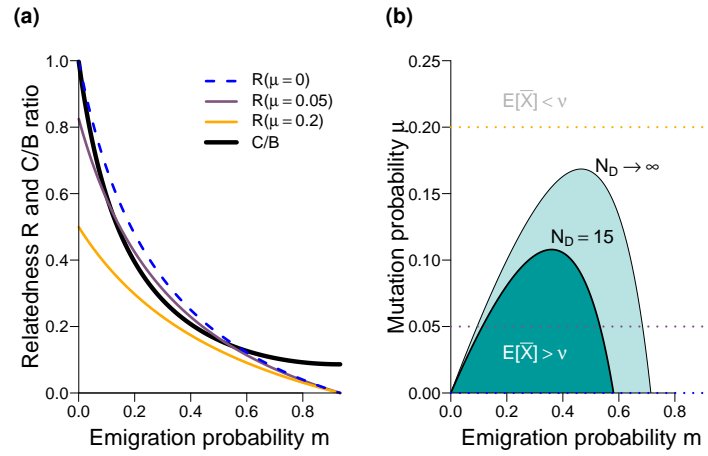 (a)
Relatedness R and C/B ratio
1.0
0.8
0.6
0.4
0.2
0.0
0.0 0.2 0.4 0.6 0.8
Emigration probability m
R(μ = 0)
R(μ = 0.05)
R(μ = 0.2)
C/B
(b)
Mutation probability μ
0.25
0.20
0.15
0.10
0.05
0.00
0.0 0.2 0.4 0.6 0.8
Emigration probability m
E[X̅] < ν
N_D → ∞
N_D = 15
E[X̅] > ν